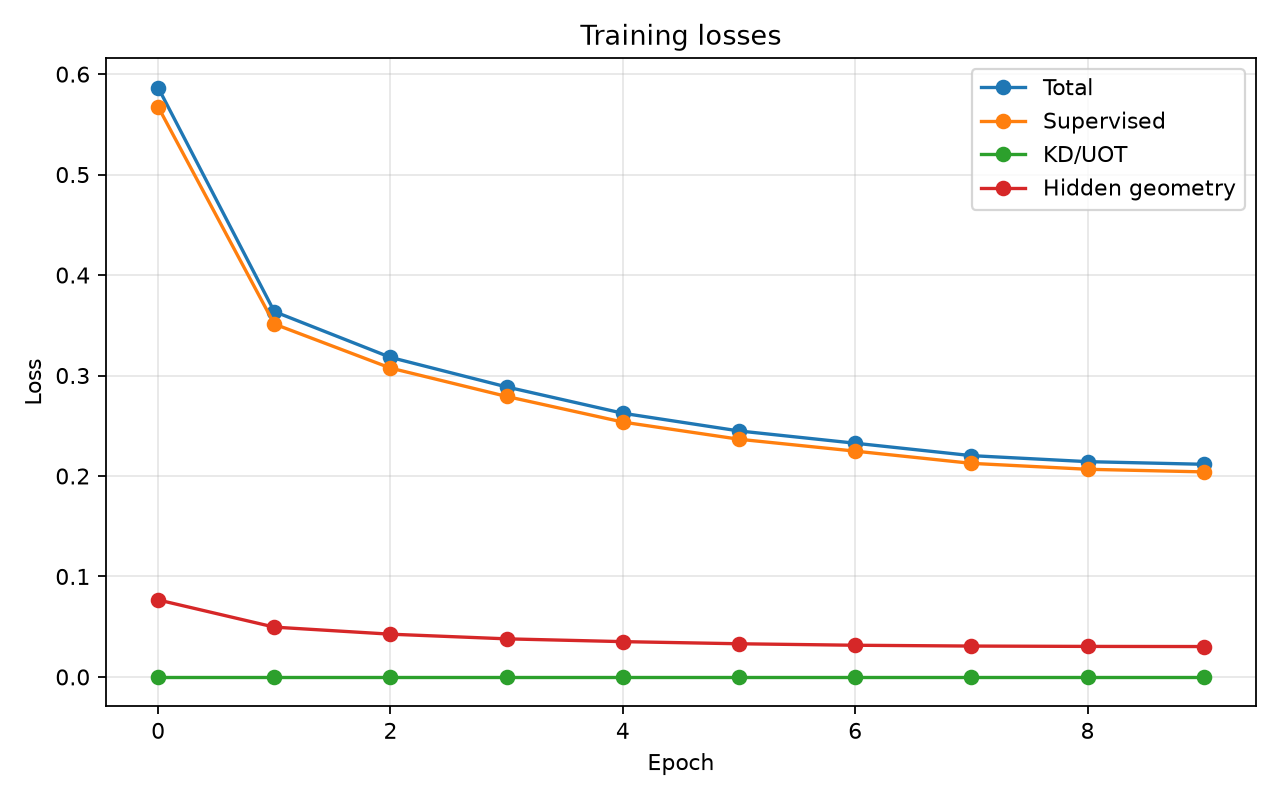 Training losses
0.6
0.5
0.4
0.3
0.2
0.1
0.0
Loss
Total
Supervised
KD/UOT
Hidden geometry
0 2 4 6 8
Epoch